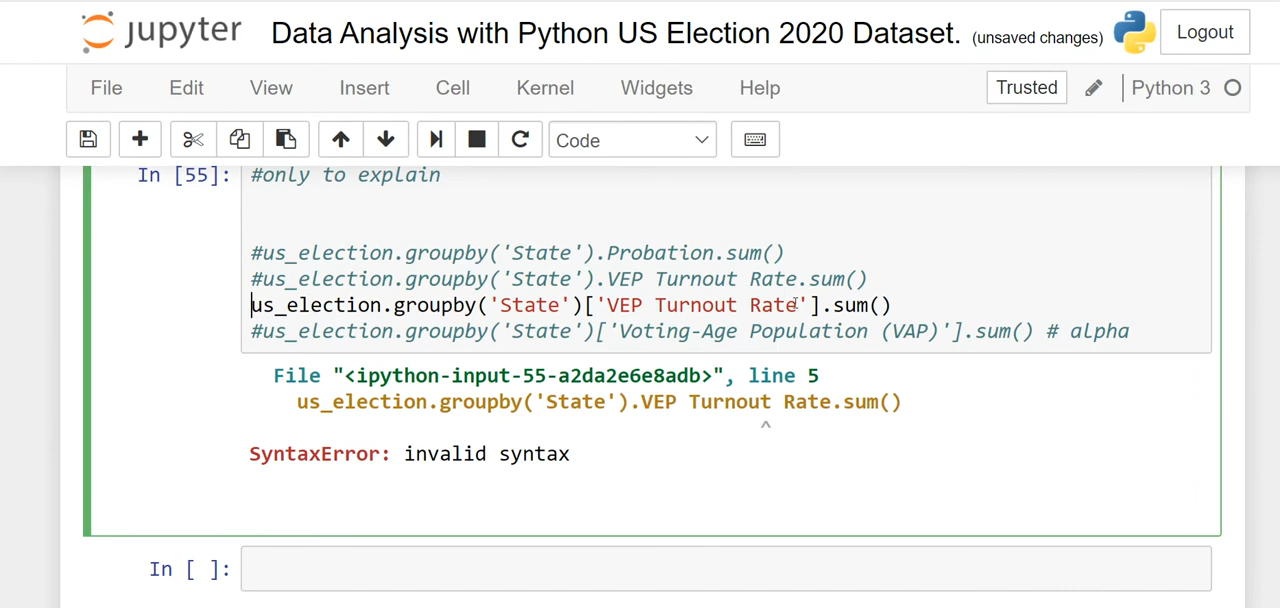 jupyter Data Analysis with Python US Election 2020 Dataset. (unsaved changes) Logout
File Edit View Insert Cell Kernel Widgets Help Trusted Python 3
Code
In [55]: #only to explain
#us_election.groupby('State').Probation.sum()
#us_election.groupby('State').VEP Turnout Rate.sum()
us_election.groupby('State')['VEP Turnout Rate'].sum()
#us_election.groupby('State')['Voting-Age Population (VAP)'].sum() # alpha
File "<ipython-input-55-a2da2e6e8adb>", line 5
us_election.groupby('State').VEP Turnout Rate.sum()
^
SyntaxError: invalid syntax
In [ ]: